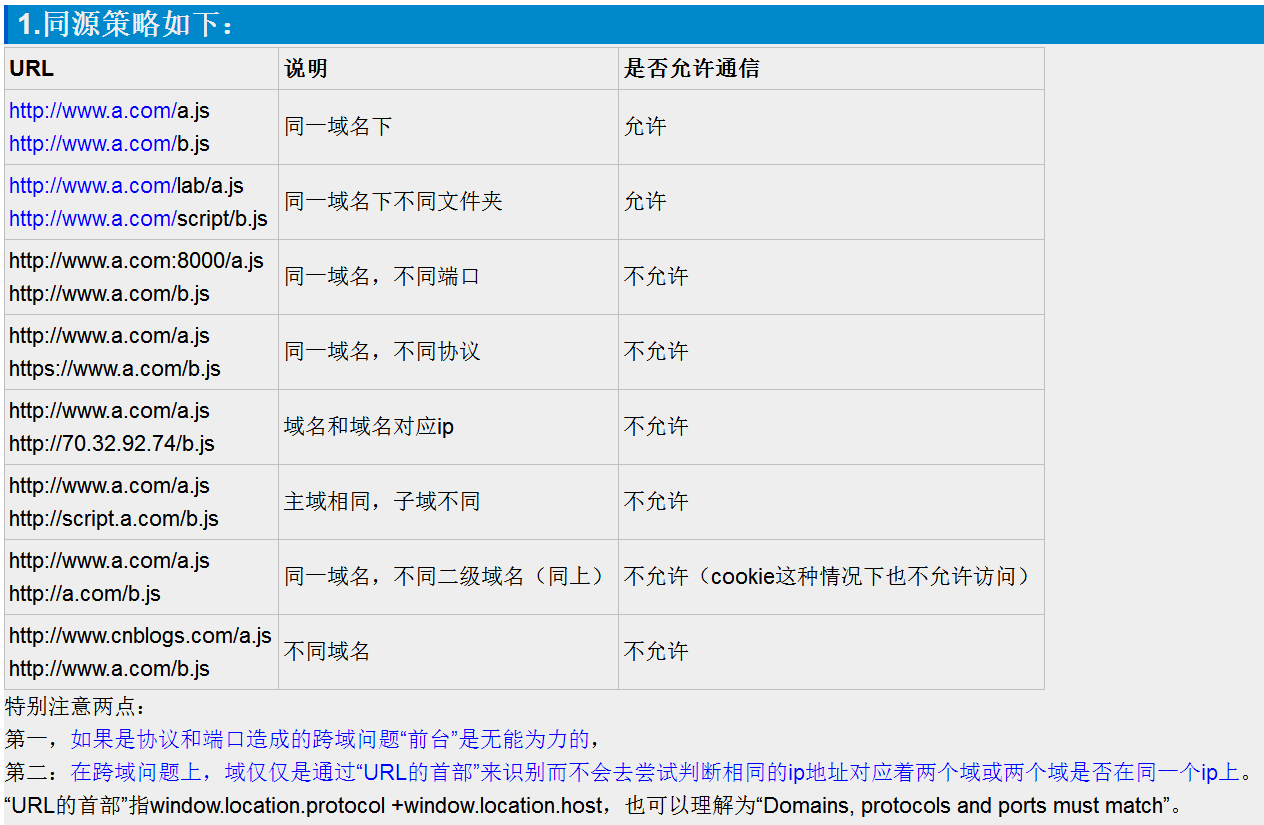 1.同源策略如下：
URL 说明 是否允许通信
http://www.a.com/a.js
http://www.a.com/b.js
同一域名下 允许
http://www.a.com/lab/a.js
http://www.a.com/script/b.js
同一域名下不同文件夹 允许
http://www.a.com:8000/a.js
http://www.a.com/b.js
同一域名，不同端口 不允许
http://www.a.com/a.js
https://www.a.com/b.js
同一域名，不同协议 不允许
http://www.a.com/a.js
http://70.32.92.74/b.js
域名和域名对应ip 不允许
http://www.a.com/a.js
http://script.a.com/b.js
主域相同，子域不同 不允许
http://www.a.com/a.js
http://a.com/b.js
同一域名，不同二级域名（同上） 不允许（cookie这种情况下也不允许访问）
http://www.cnblogs.com/a.js
http://www.a.com/b.js
不同域名 不允许
特别注意两点：
第一，如果是协议和端口造成的跨域问题“前台”是无能为力的，
第二：在跨域问题上，域仅仅是通过“URL的首部”来识别而不会去尝试判断相同的ip地址对应着两个域或两个域是否在同一个ip上。
“URL的首部”指window.location.protocol +window.location.host，也可以理解为“Domains, protocols and ports must match”。